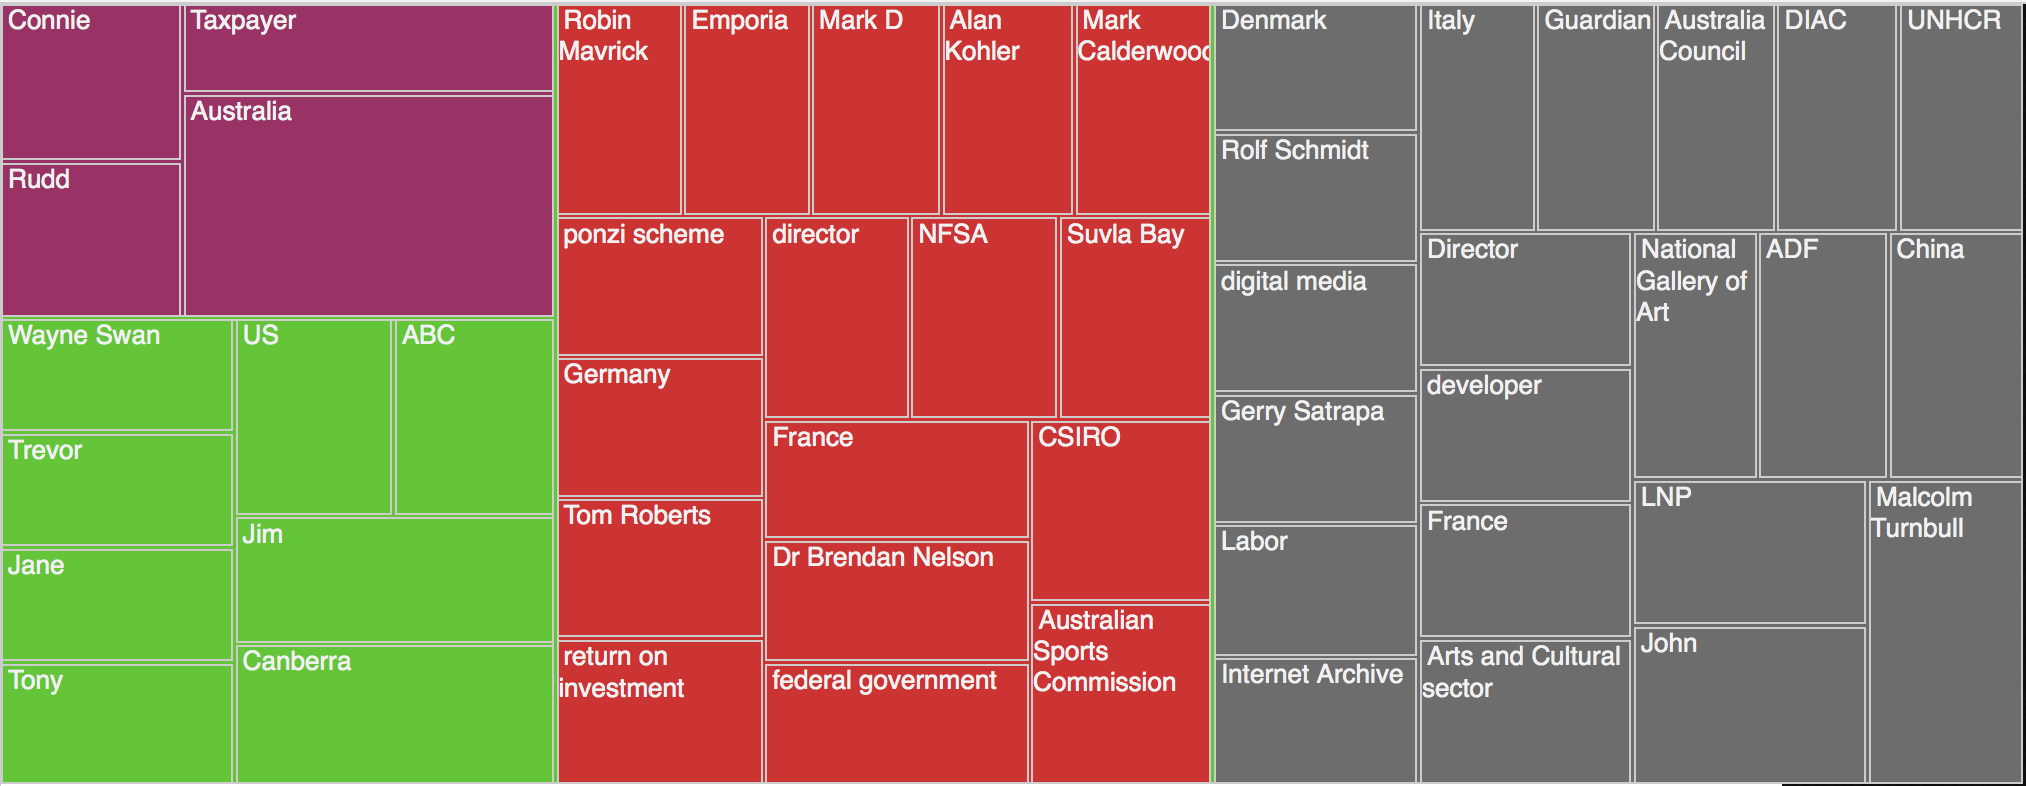 Connie
Taxpayer
Australia
Rudd
Wayne Swan
US
ABC
Trevor
Jim
Jane
Canberra
Tony
Robin
Mavrick
Emporia
Mark D
Alan
Kohler
Mark
Calderwood
ponzi scheme
director
NFSA
Suvla Bay
Germany
France
CSIRO
Tom Roberts
Dr Brendan Nelson
Australian
Sports
Commission
return on
investment
federal government
Denmark
Italy
Guardian
Australia
Council
DIAC
UNHCR
Rolf Schmidt
Director
National
Gallery of
Art
ADF
China
digital media
developer
Gerry Satrapa
LNP
Malcolm
Turnbull
France
Labor
John
Internet Archive
Arts and Cultural
sector